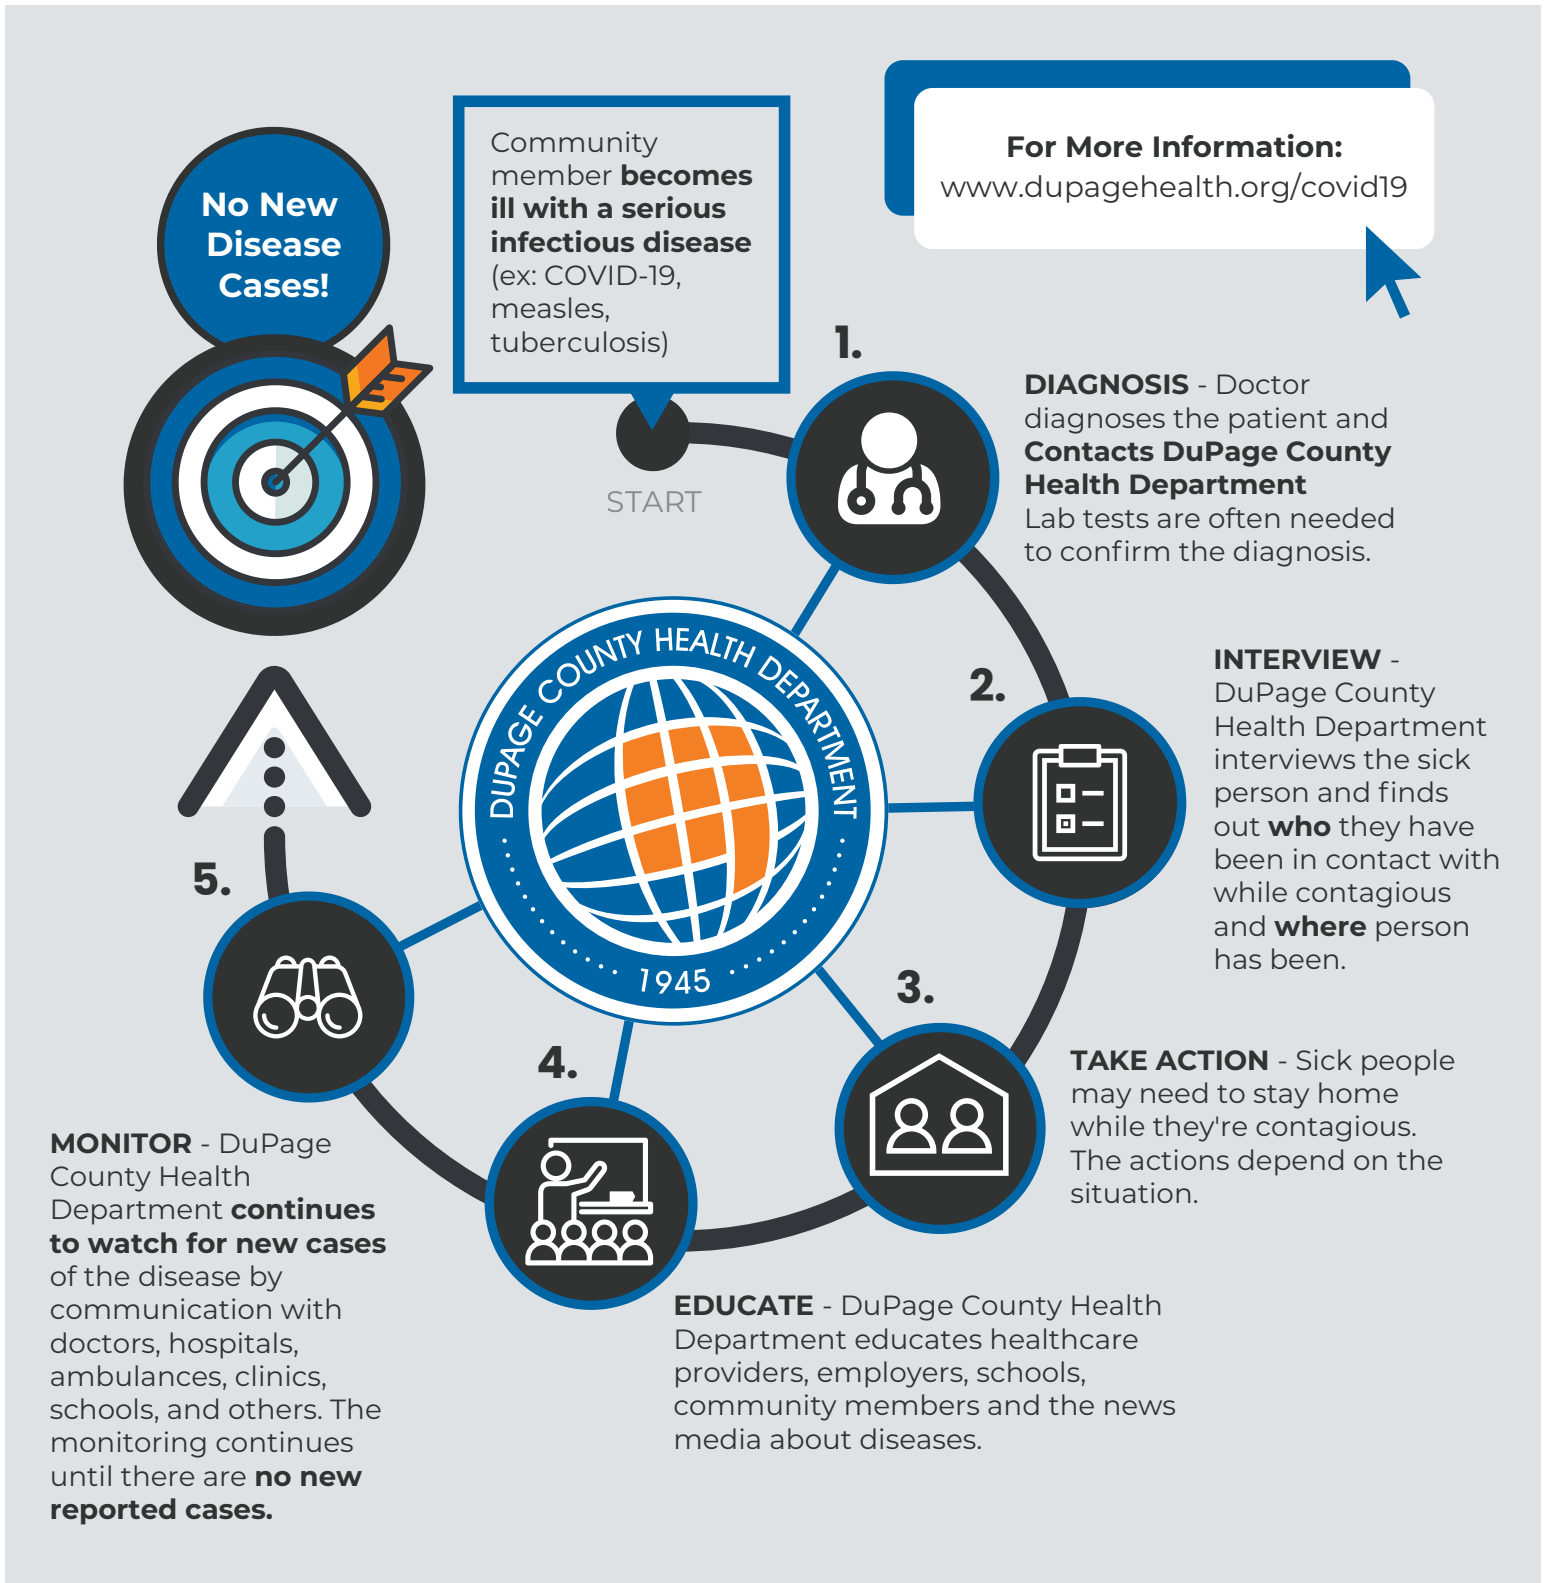 No New
Disease
Cases!
Community
member becomes
ill with a serious
infectious disease
(ex: COVID-19,
measles,
tuberculosis)
For More Information:
www.dupagehealth.org/covid19
START
1.
DIAGNOSIS - Doctor
diagnoses the patient and
Contacts DuPage County
Health Department
Lab tests are often needed
to confirm the diagnosis.
2.
INTERVIEW -
DuPage County
Health Department
interviews the sick
person and finds
out who they have
been in contact with
while contagious
and where person
has been.
DUPAGE COUNTY HEALTH DEPARTMENT
1945
3.
TAKE ACTION - Sick people
may need to stay home
while they're contagious.
The actions depend on the
situation.
4.
EDUCATE - DuPage County Health
Department educates healthcare
providers, employers, schools,
community members and the news
media about diseases.
5.
MONITOR - DuPage
County Health
Department continues
to watch for new cases
of the disease by
communication with
doctors, hospitals,
ambulances, clinics,
schools, and others. The
monitoring continues
until there are no new
reported cases.